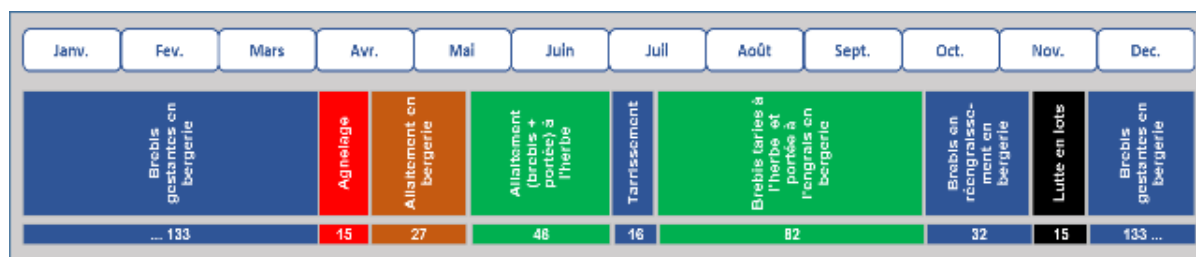 Janv. Fev. Mars Avr. Mai Juin Juil Août Sept. Oct. Nov. Dec.
Brebis
gestantes en
bergerie
Agnelage
Allaitement en
bergerie
Allaitement
(brebis +
portée) à
l'herbe
Tarrissement
Brebis taries à
l'herbe et
portée à
l'engrais en
bergerie
Brebis en
réengraisse-
ment en
bergerie
Lutte en lots
Brebis
gestantes en
bergerie
... 133 15 27 46 16 82 32 15 133 ...